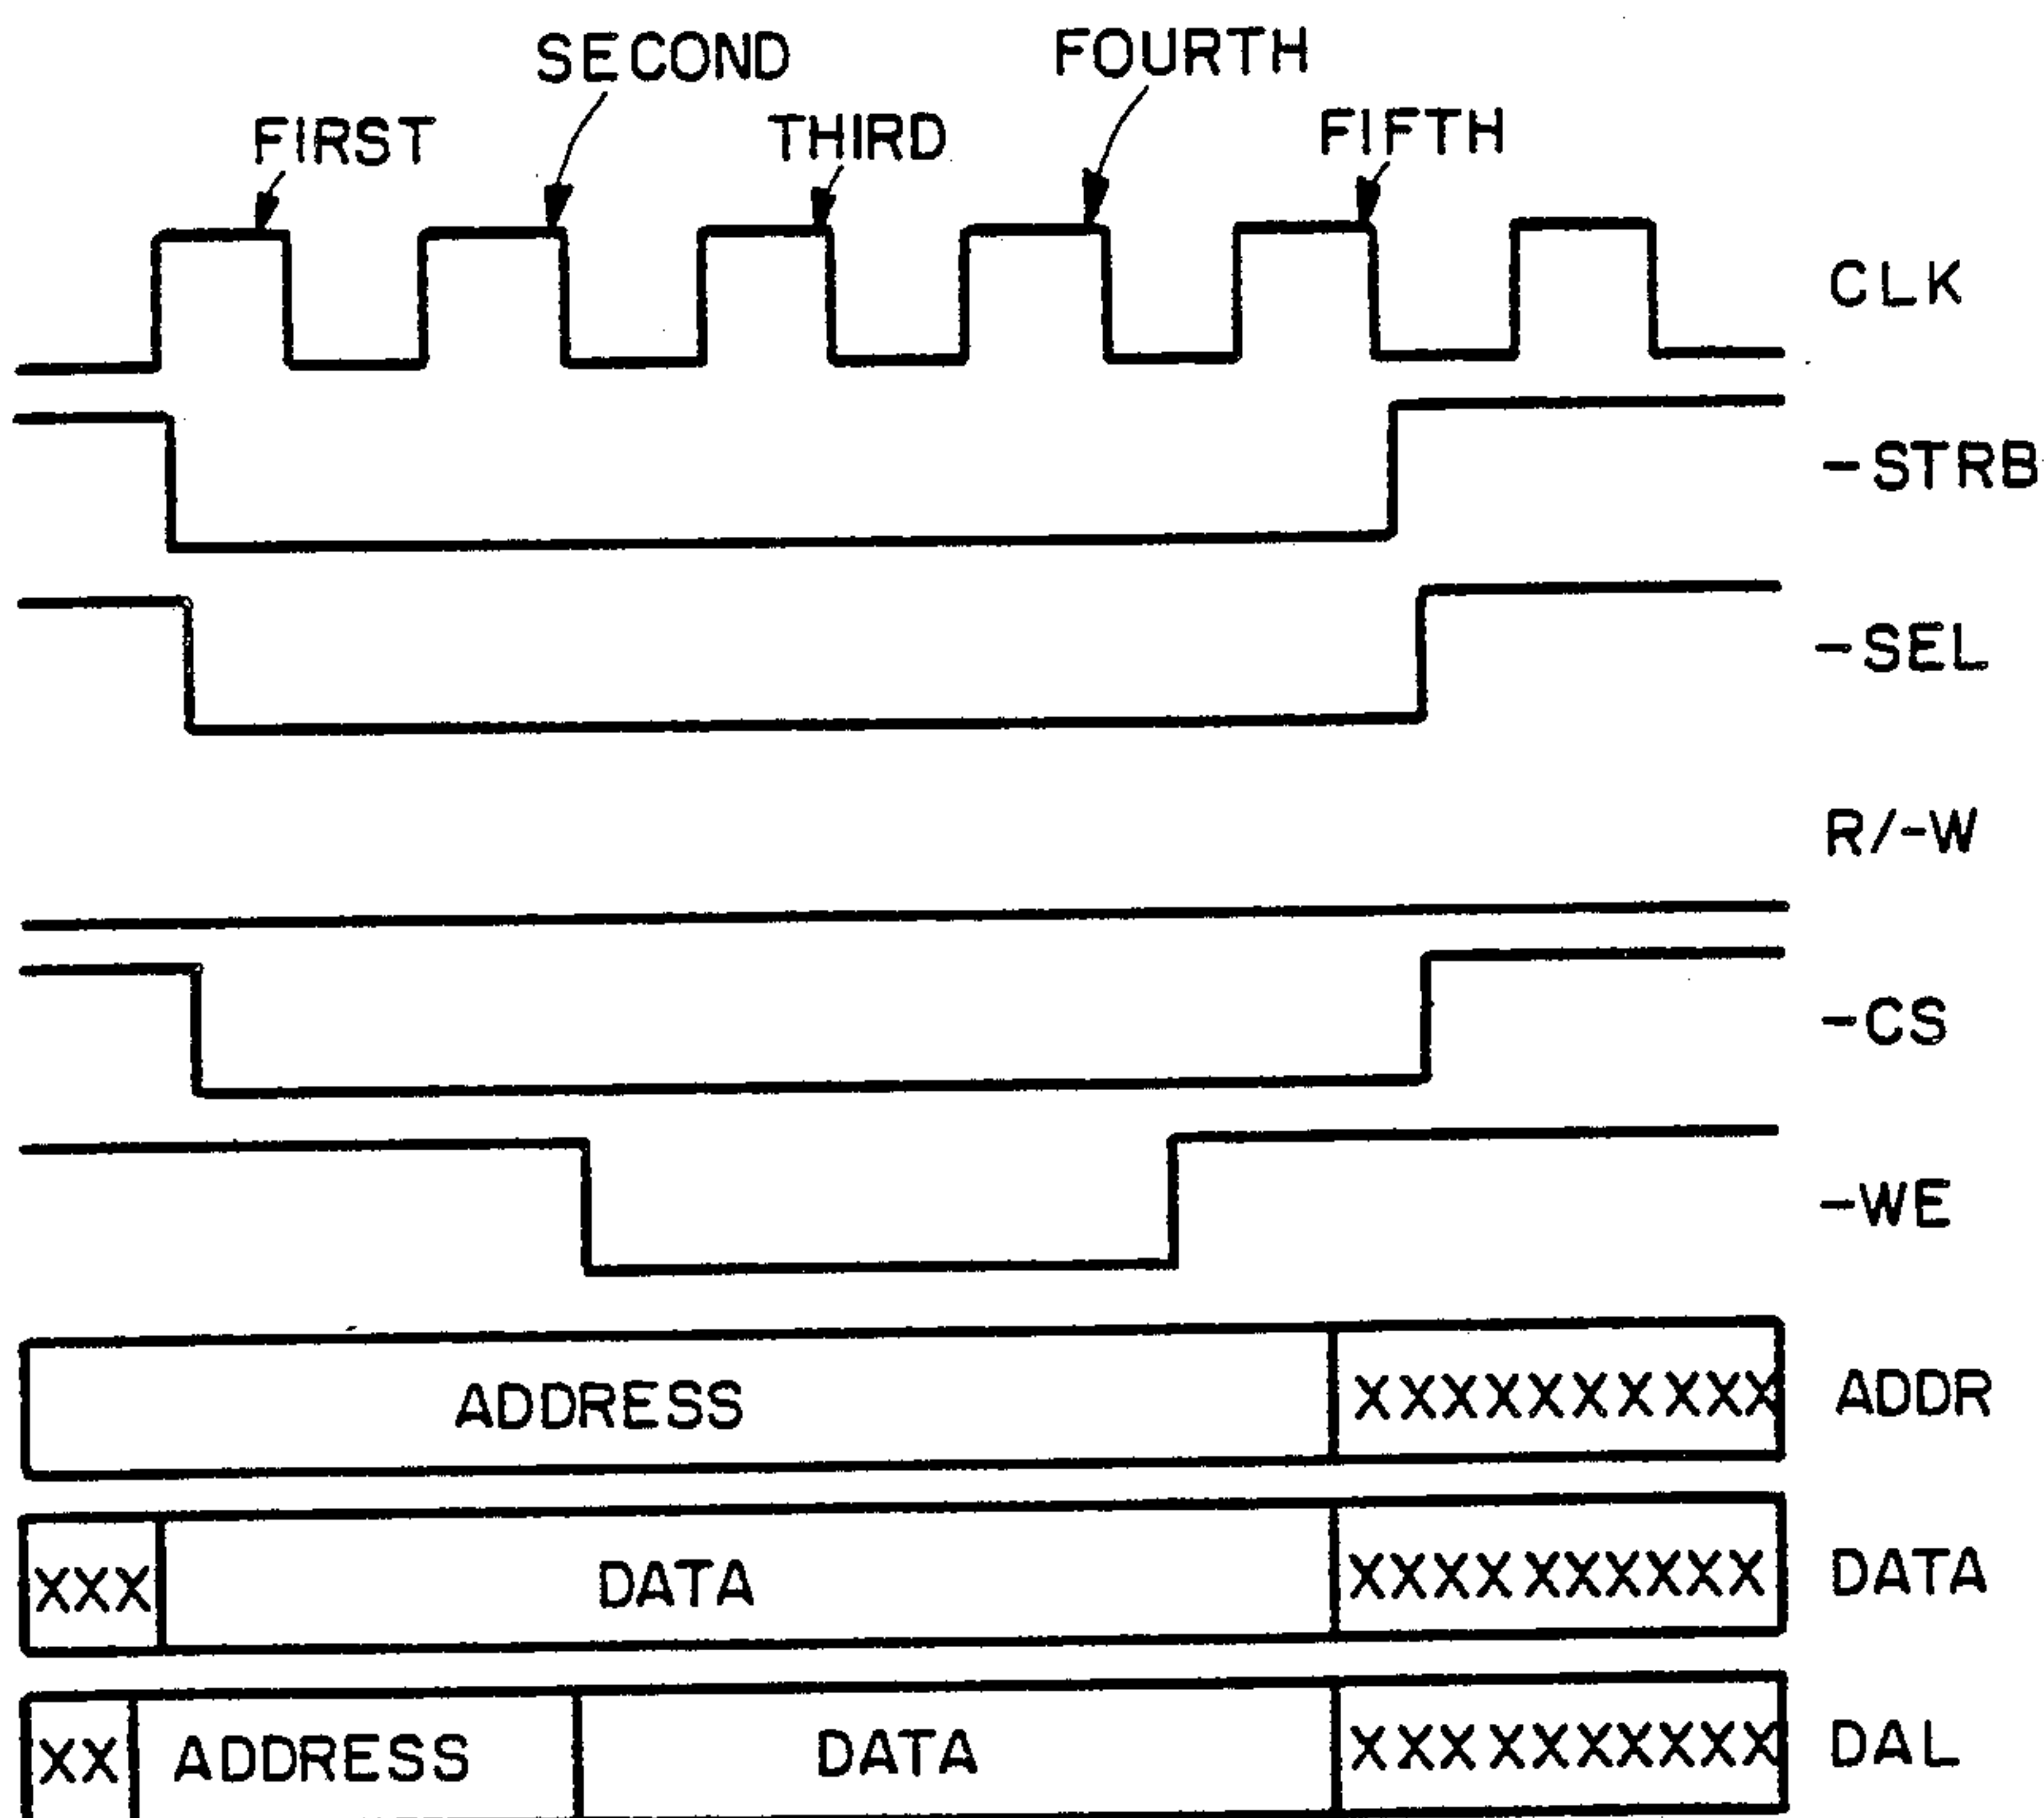 SECOND FOURTH
FIRST THIRD FIFTH
CLK
-STRB
-SEL
R/-W
-CS
-WE
ADDRESS XXXXXXXXXX ADDR
XXX DATA XXXXXXXXXX DATA
XX ADDRESS DATA XXXXXXXXXX DAL